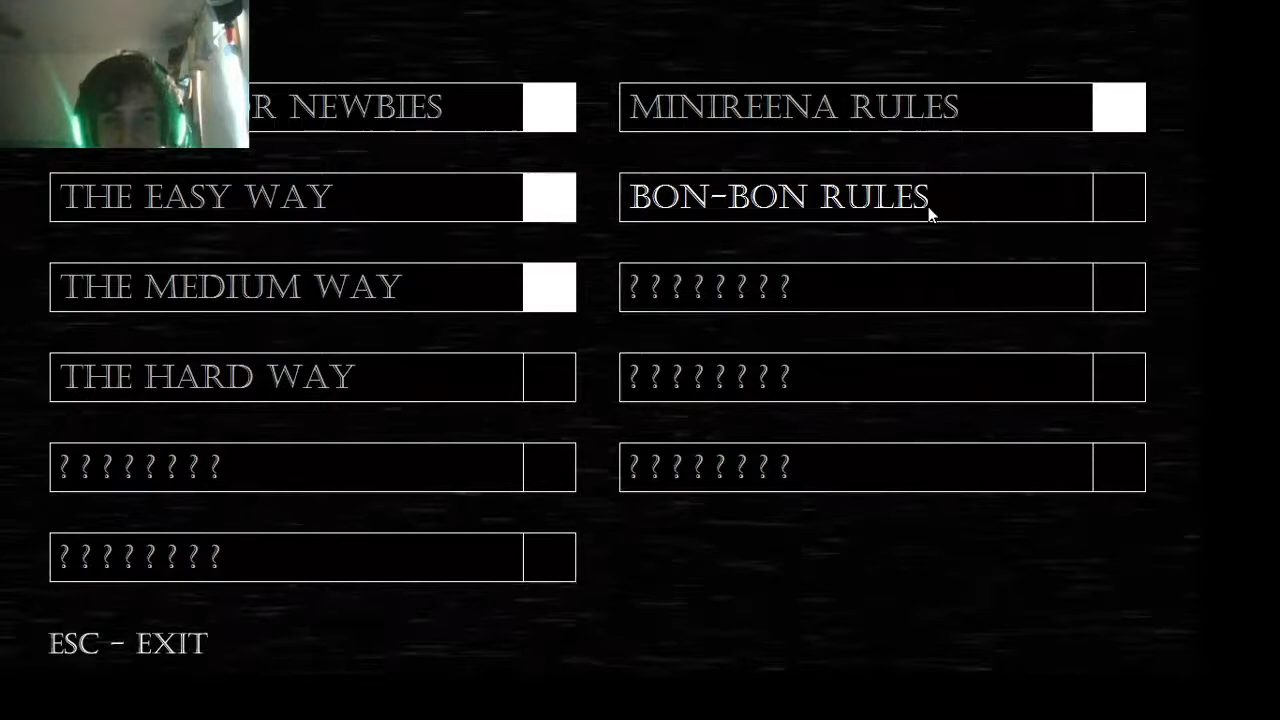 R NEWBIES
THE EASY WAY
THE MEDIUM WAY
THE HARD WAY
? ? ? ? ? ? ? ?
? ? ? ? ? ? ? ?
MINIREENA RULES
BON-BON RULES
? ? ? ? ? ? ? ?
? ? ? ? ? ? ? ?
? ? ? ? ? ? ? ?
ESC - EXIT